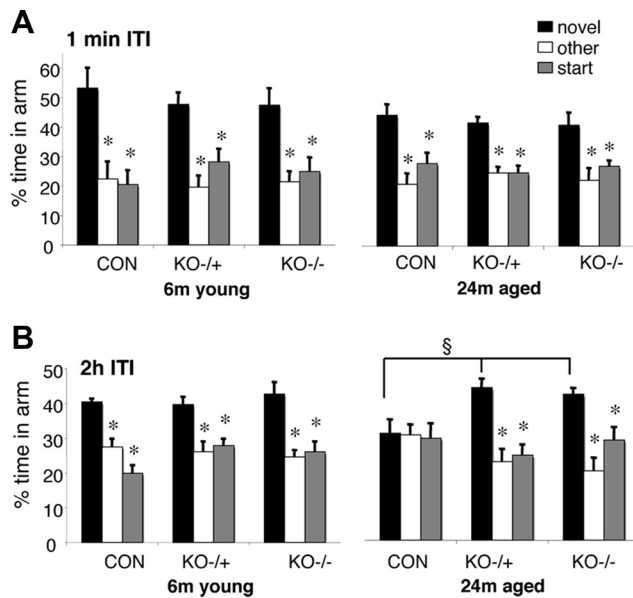 A
1 min ITI
novel
other
start
% time in arm
60
50
40
30
20
10
0
* * * * * *
* * * * * *
CON KO-/+ KO-/-
6m young
CON KO-/+ KO-/-
24m aged
B
2h ITI
§
% time in arm
50
40
30
20
10
0
* * * * * *
* * * *
CON KO-/+ KO-/-
6m young
CON KO-/+ KO-/-
24m aged